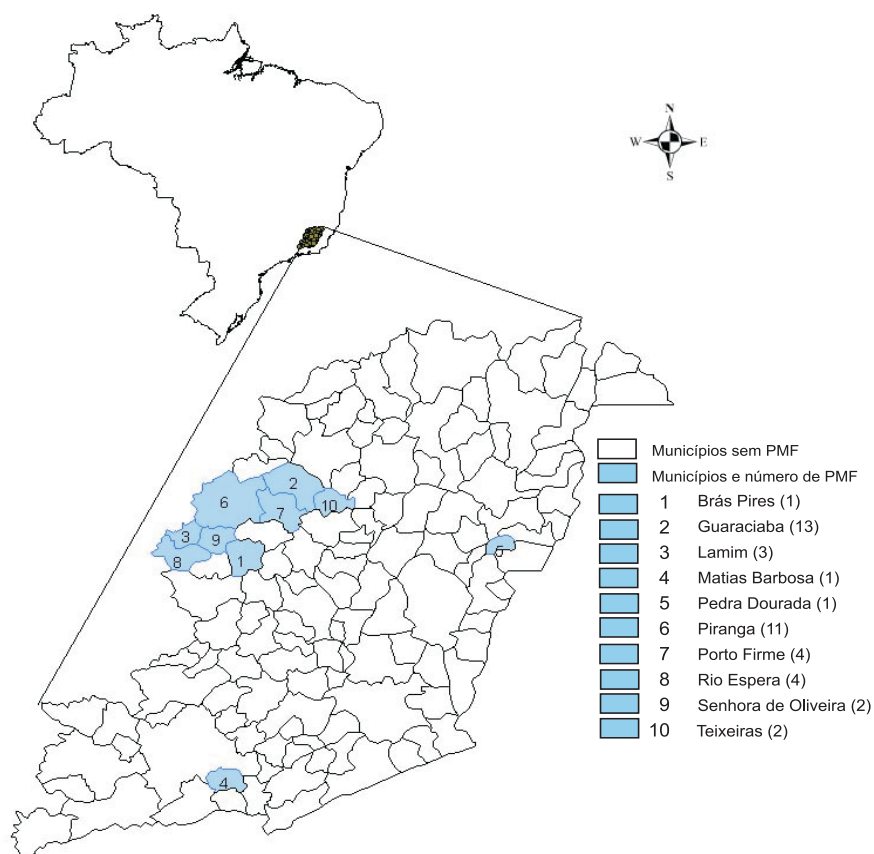 N
W E
S
Municípios sem PMF
Municípios e número de PMF
1 Brás Pires (1)
2 Guaraciaba (13)
3 Lamim (3)
4 Matias Barbosa (1)
5 Pedra Dourada (1)
6 Piranga (11)
7 Porto Firme (4)
8 Rio Espera (4)
9 Senhora de Oliveira (2)
10 Teixeiras (2)
2
6
10
7
3
9
5
8
1
4